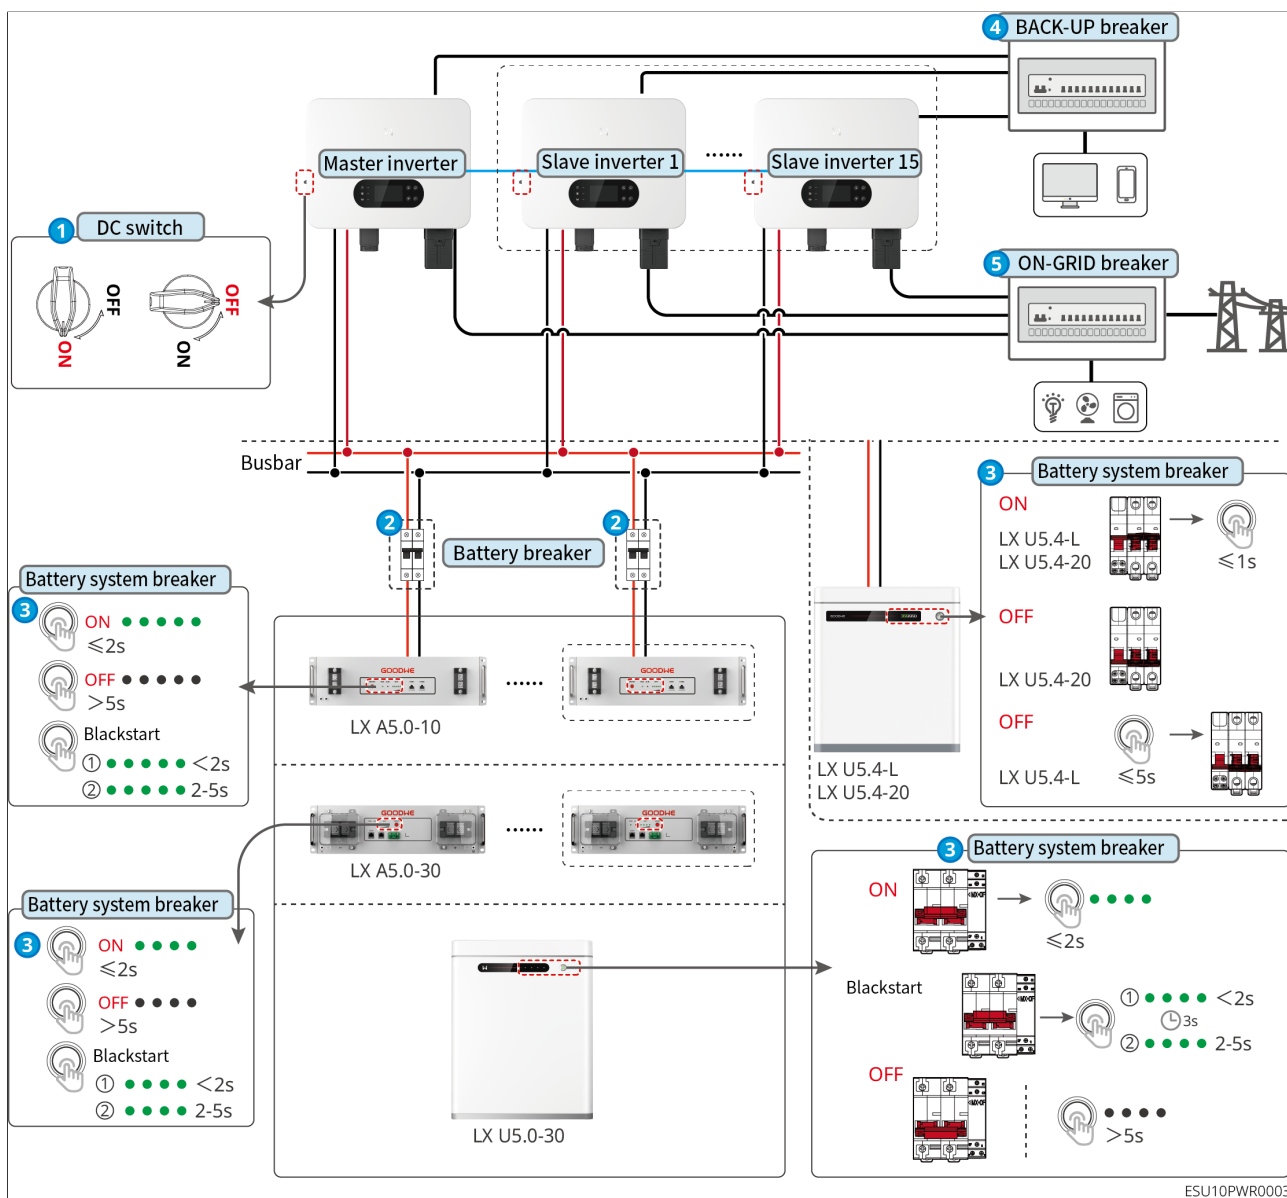 4 BACK-UP breaker
Master inverter
Slave inverter 1
······
Slave inverter 15
1 DC switch
OFF
ON
OFF
ON
5 ON-GRID breaker
Busbar
2
2
Battery breaker
3 Battery system breaker
ON
LX U5.4-L
LX U5.4-20
≤1s
OFF
LX U5.4-20
OFF
LX U5.4-L
≤5s
LX U5.4-L
LX U5.4-20
Battery system breaker
3
ON
≤2s
OFF
>5s
Blackstart
① <2s
② 2-5s
GOODWE
······
GOODWE
LX A5.0-10
GOODWE
······
GOODWE
LX A5.0-30
Battery system breaker
3
ON
≤2s
OFF
>5s
Blackstart
① <2s
② 2-5s
LX U5.0-30
3 Battery system breaker
ON
≤2s
Blackstart
① <2s
3s
② 2-5s
OFF
>5s
ESU10PWR0003